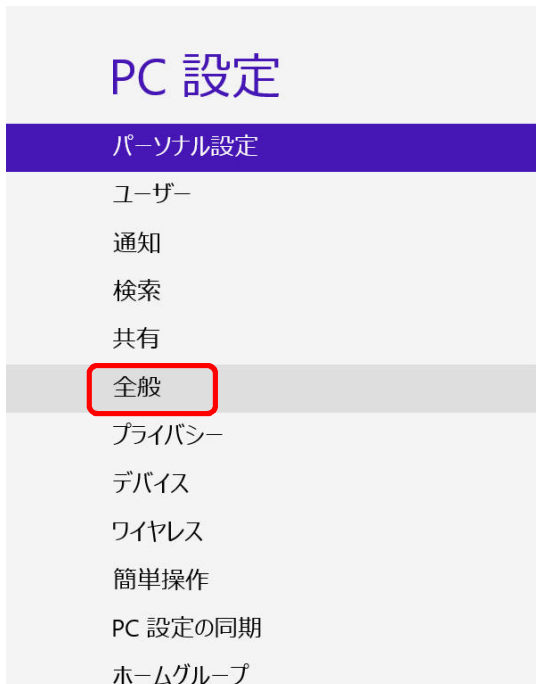 PC 設定
パーソナル設定
ユーザー
通知
検索
共有
全般
プライバシー
デバイス
ワイヤレス
簡単操作
PC 設定の同期
ホームグループ